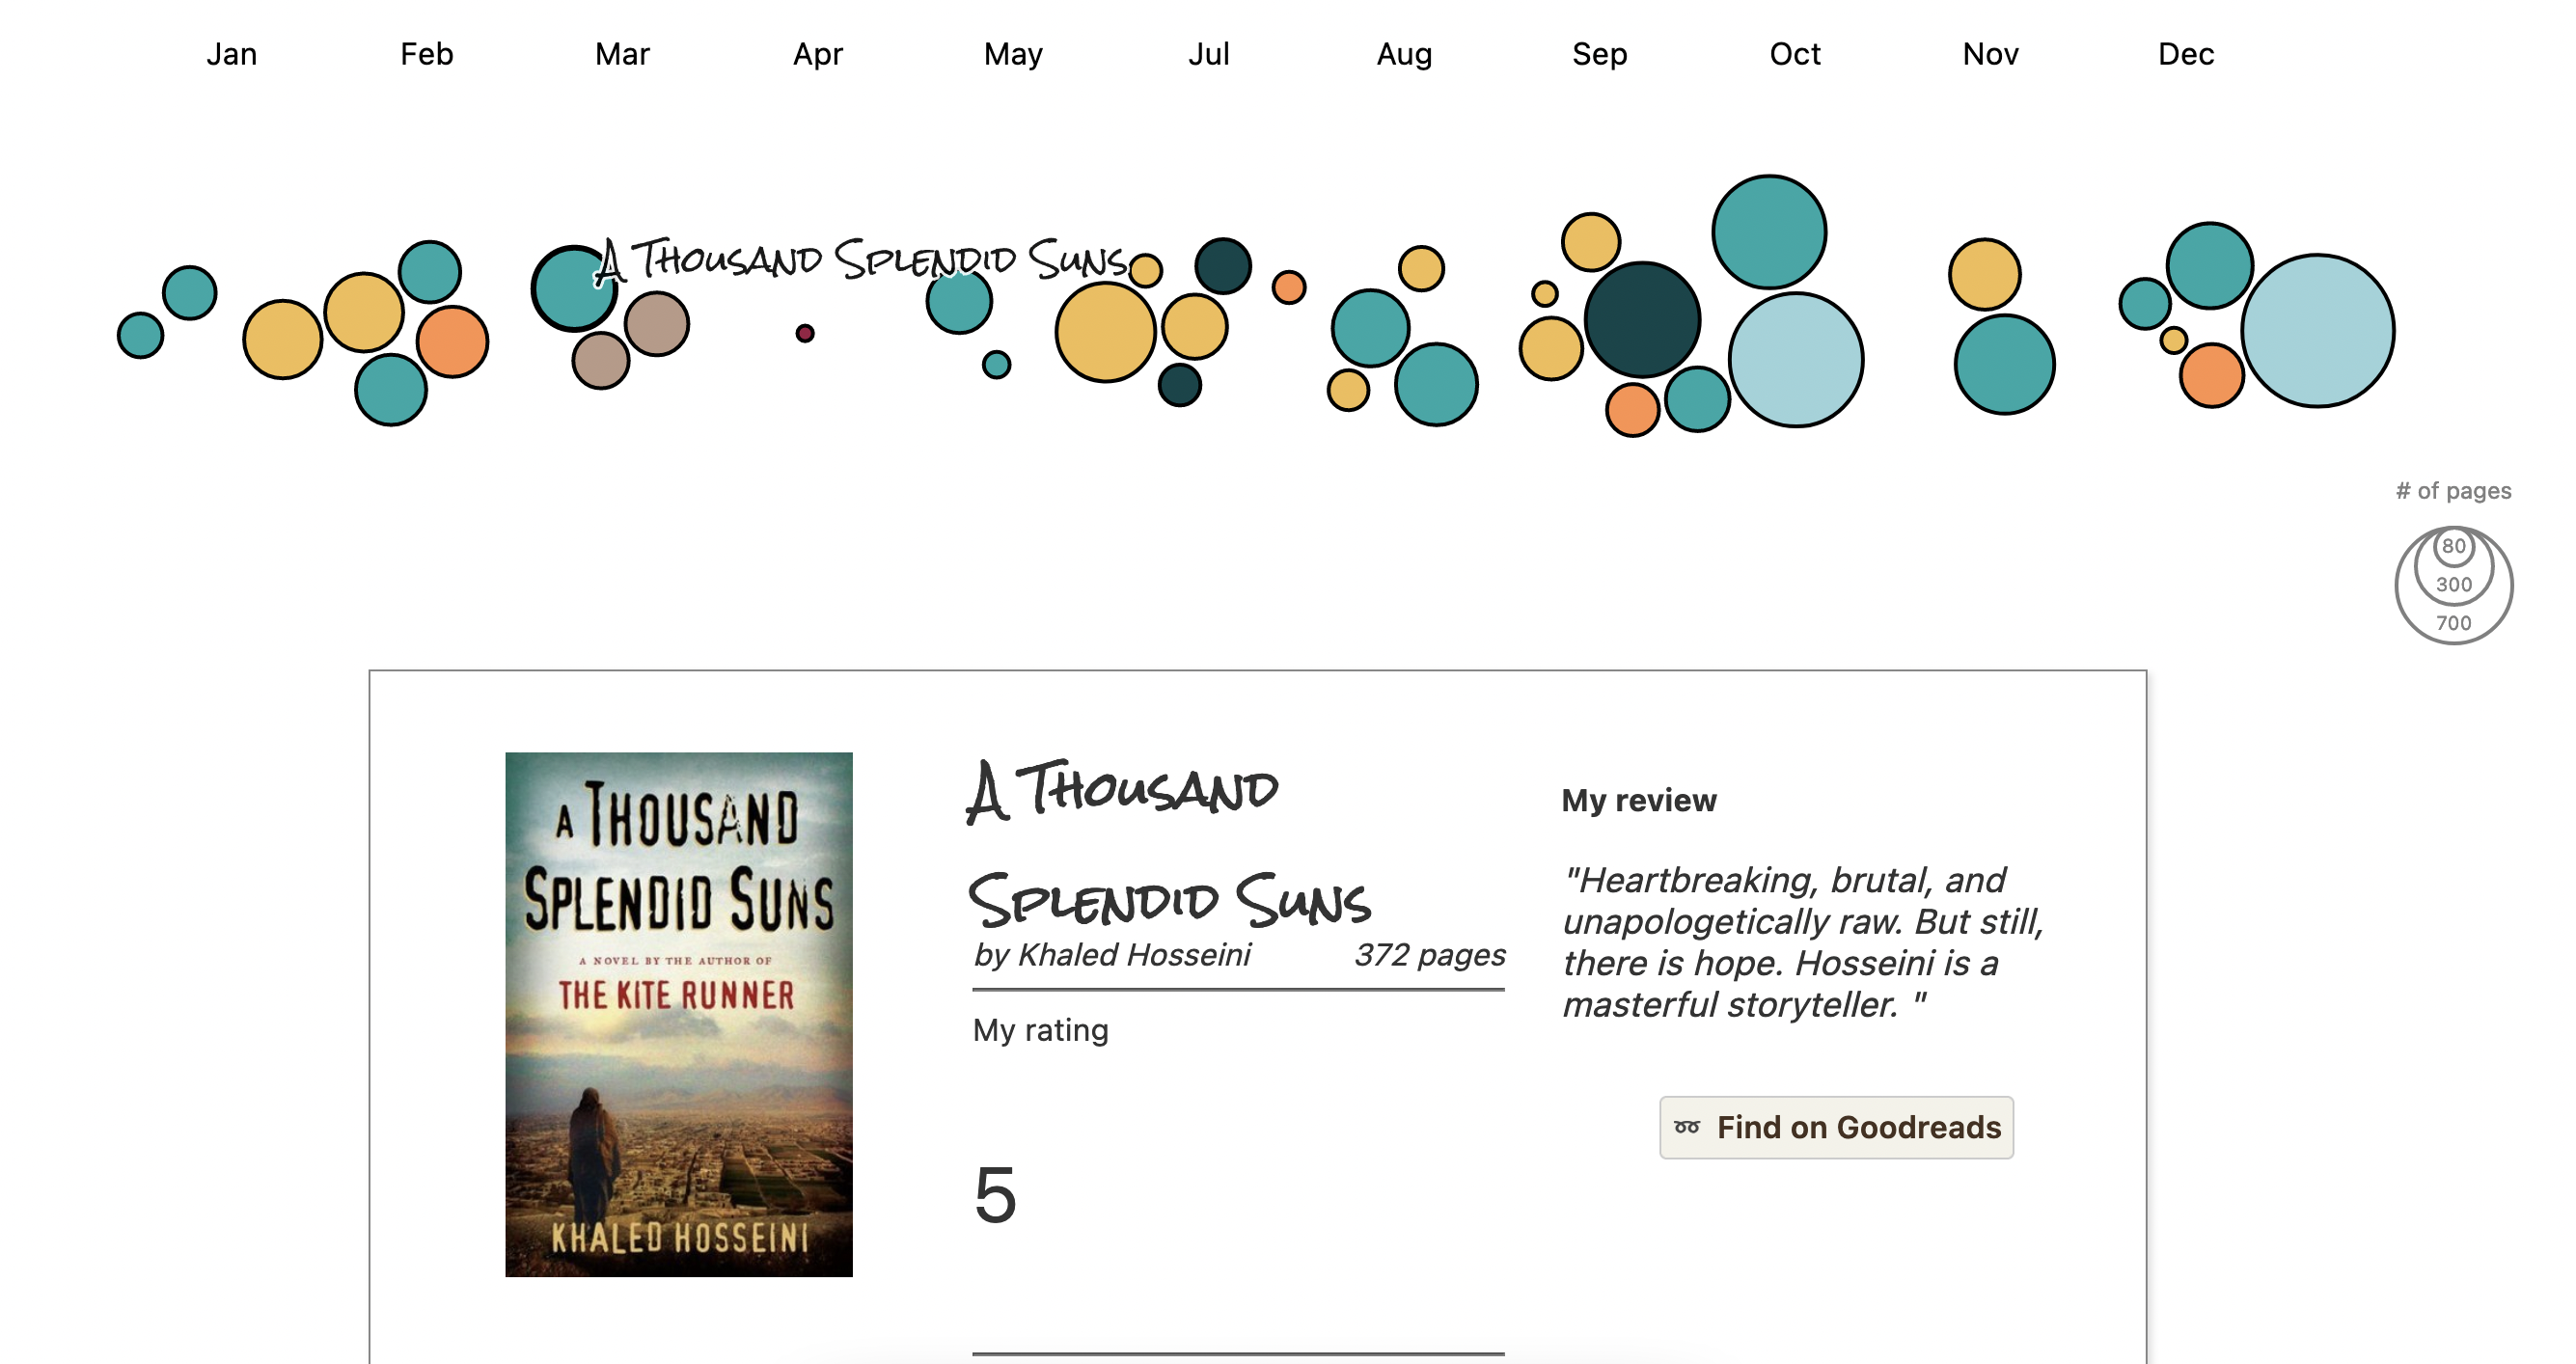 Jan Feb Mar Apr May Jul Aug Sep Oct Nov Dec
A Thousand Splendid Suns
# of pages
80
300
700
A THOUSAND
SPLENDID SUNS
A NOVEL BY THE AUTHOR OF
THE KITE RUNNER
KHALED HOSSEINI
A Thousand
Splendid Suns
by Khaled Hosseini 372 pages
My rating
5
My review
"Heartbreaking, brutal, and
unapologetically raw. But still,
there is hope. Hosseini is a
masterful storyteller. "
Find on Goodreads